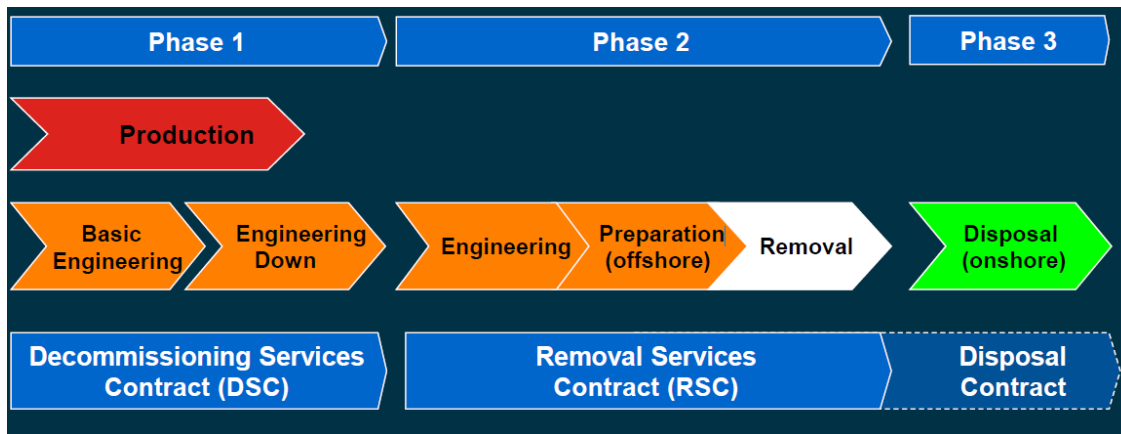 Phase 1
Phase 2
Phase 3
Production
Basic
Engineering
Engineering
Down
Engineering
Preparation
(offshore)
Removal
Disposal
(onshore)
Decommissioning Services
Contract (DSC)
Removal Services
Contract (RSC)
Disposal
Contract